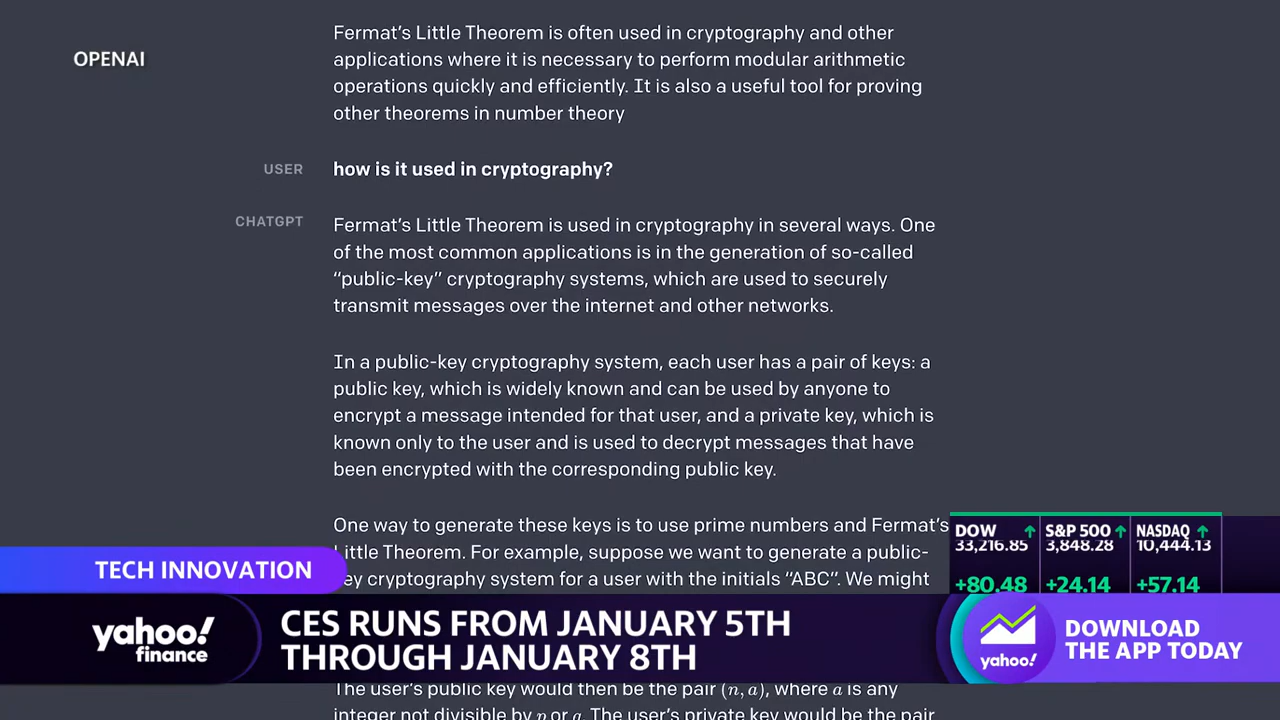 OPENAI
Fermat's Little Theorem is often used in cryptography and other
applications where it is necessary to perform modular arithmetic
operations quickly and efficiently. It is also a useful tool for proving
other theorems in number theory
USER
how is it used in cryptography?
CHATGPT
Fermat's Little Theorem is used in cryptography in several ways. One
of the most common applications is in the generation of so-called
“public-key” cryptography systems, which are used to securely
transmit messages over the internet and other networks.
In a public-key cryptography system, each user has a pair of keys: a
public key, which is widely known and can be used by anyone to
encrypt a message intended for that user, and a private key, which is
known only to the user and is used to decrypt messages that have
been encrypted with the corresponding public key.
One way to generate these keys is to use prime numbers and Fermat's
Little Theorem. For example, suppose we want to generate a public-
key cryptography system for a user with the initials “ABC”. We might
DOW
33,216.85
+80.48
S&P 500
3,848.28
+24.14
NASDAQ
10,444.13
+57.14
TECH INNOVATION
yahoo!
finance
CES RUNS FROM JANUARY 5TH
THROUGH JANUARY 8TH
yahoo!
DOWNLOAD
THE APP TODAY
The user's public key would then be the pair (n, a), where a is any
integer not divisible by p or q. The user's private key would be the pair